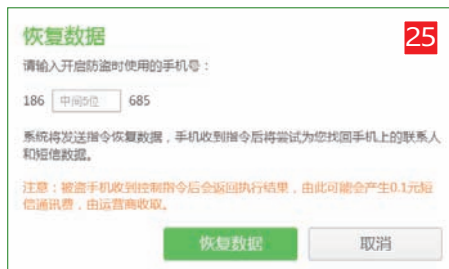 恢复数据
25
请输入开启防盗时使用的手机号：
186 中间5位 685
系统将发送指令恢复数据，手机收到指令后将尝试为您找回手机上的联系人
和短信数据。
注意：被盗手机收到控制指令后会返回执行结果，由此可能会产生0.1元短
信通讯费，由运营商收取。
恢复数据 取消